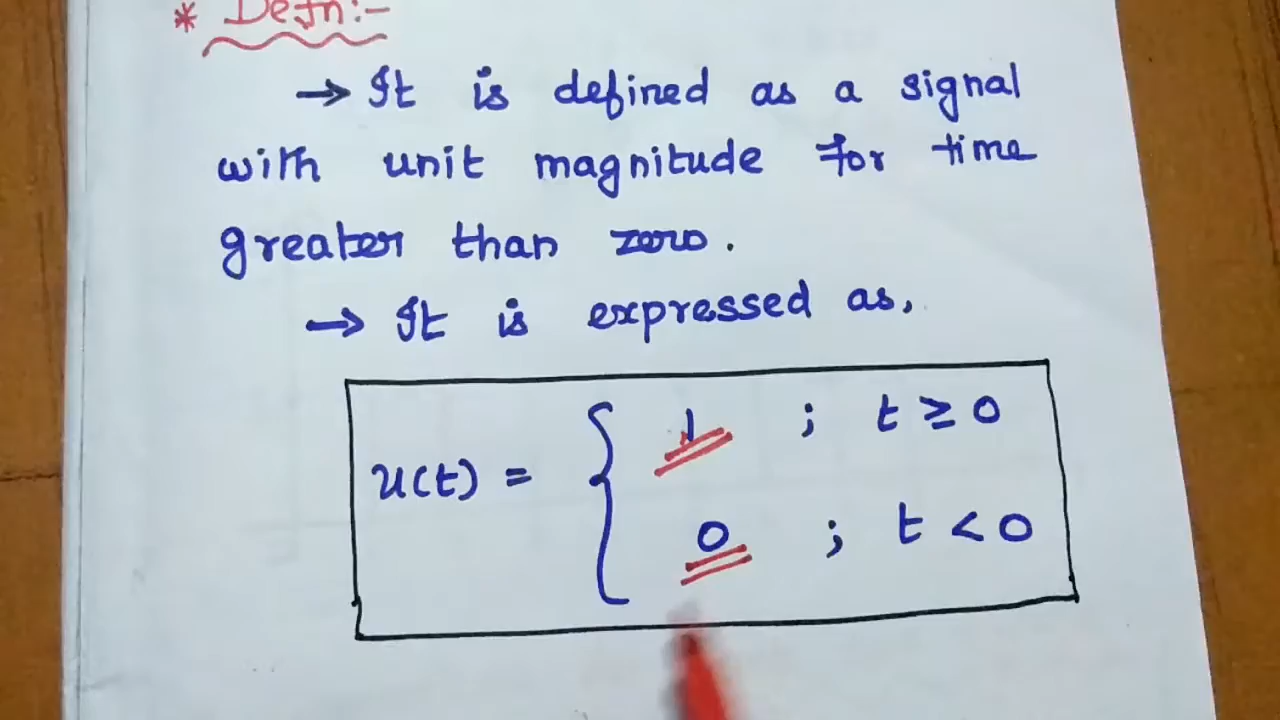 * Defn:-
→ It is defined as a signal
with unit magnitude for time
greater than zero.
→ It is expressed as,
u(t) = { 1 ; t ≥ 0
0 ; t < 0